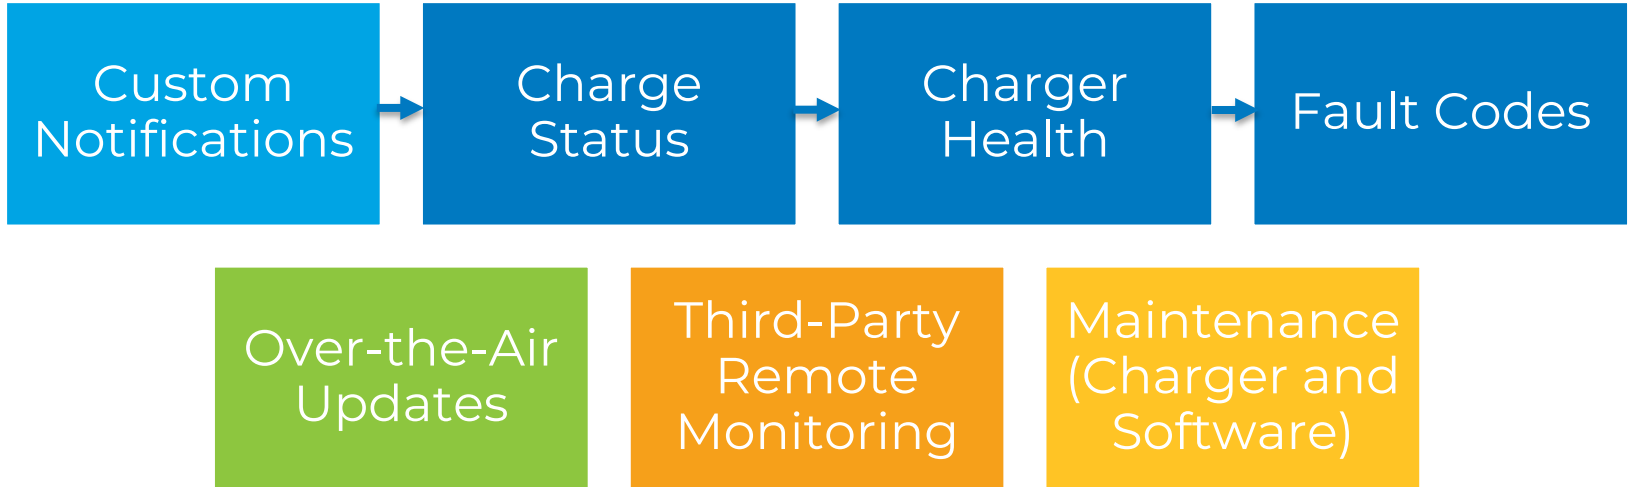 Custom
Notifications
Charge
Status
Charger
Health
Fault Codes
Over-the-Air
Updates
Third-Party
Remote
Monitoring
Maintenance
(Charger and
Software)